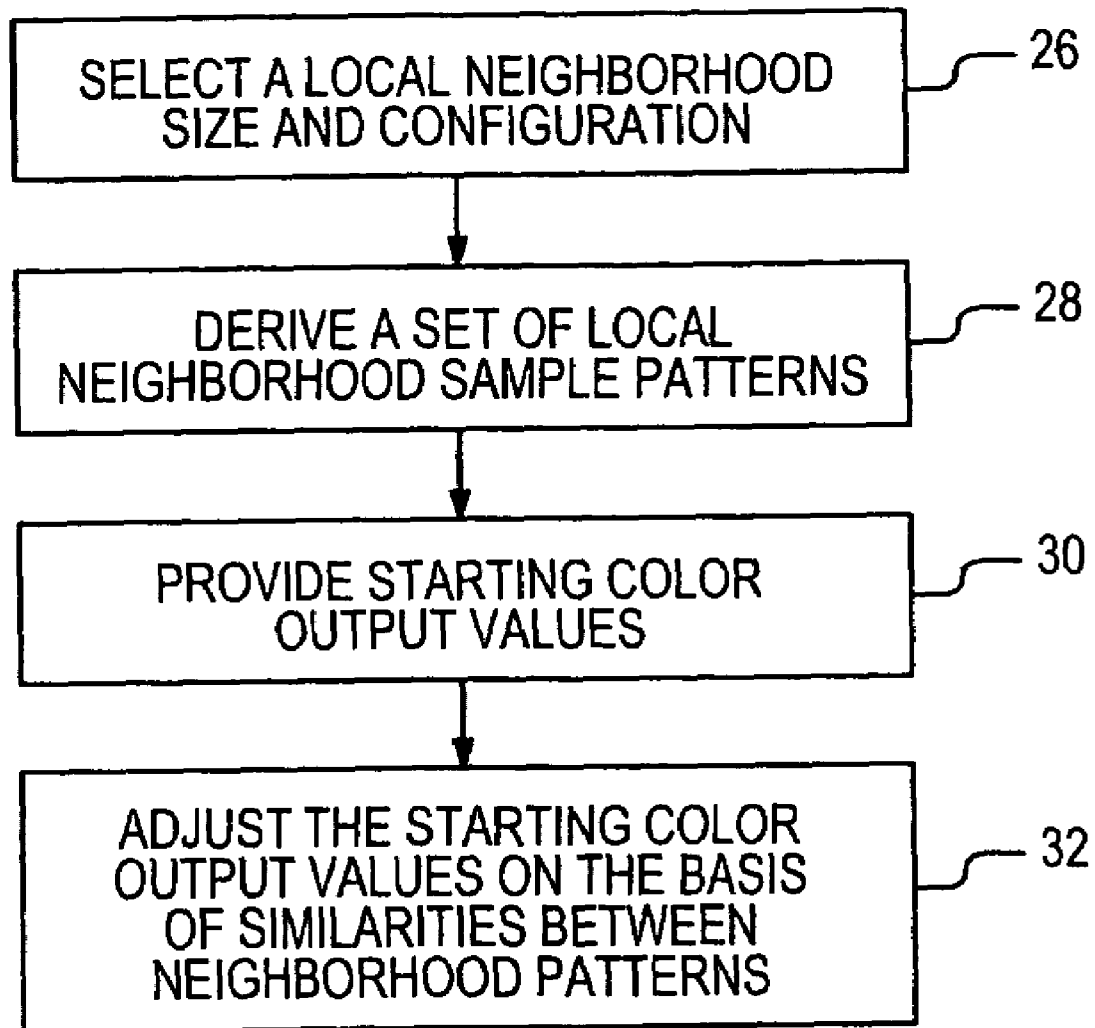 SELECT A LOCAL NEIGHBORHOOD
SIZE AND CONFIGURATION
26
DERIVE A SET OF LOCAL
NEIGHBORHOOD SAMPLE PATTERNS
28
PROVIDE STARTING COLOR
OUTPUT VALUES
30
ADJUST THE STARTING COLOR
OUTPUT VALUES ON THE BASIS
OF SIMILARITIES BETWEEN
NEIGHBORHOOD PATTERNS
32